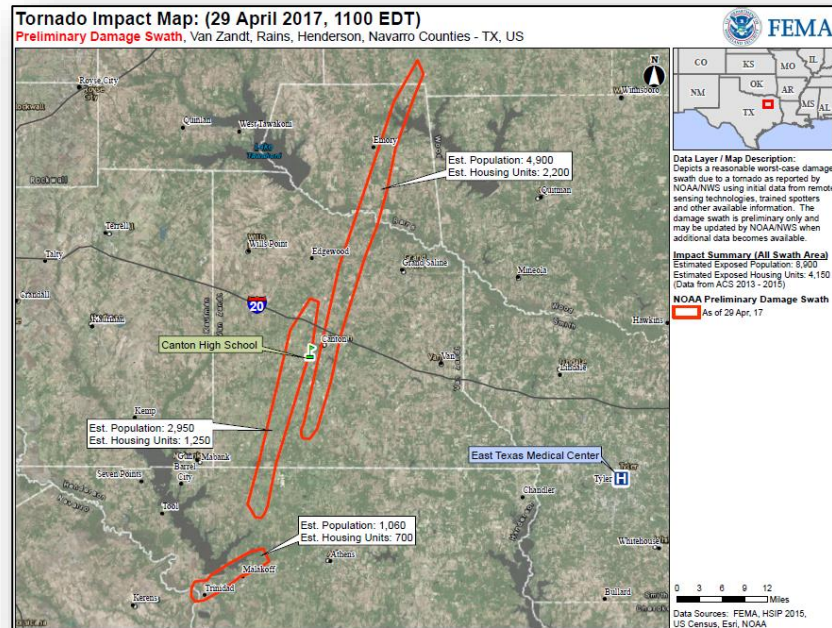 Tornado Impact Map: (29 April 2017, 1100 EDT)
Preliminary Damage Swath, Van Zandt, Rains, Henderson, Navarro Counties - TX, US
FEMA
N
CO
KS
MO
IL
NM
OK
AR
TX
MS
AL
Data Layer / Map Description:
Depicts a reasonable worst-case damage
swath due to a tornado as reported by
NOAA/NWS using initial data from remote
sensing technologies, trained spotters
and other available information. The
damage swath is preliminary only and
may be updated by NOAA/NWS when
additional data becomes available.
Impact Summary (All Swath Area)
Estimated Exposed Population: 8,900
Estimated Exposed Housing Units: 4,150
(Data from ACS 2013 - 2015)
NOAA Preliminary Damage Swath
As of 29 Apr, 17
Royse City
Quinlan
West Tawakoni
Lake
Emory
Winnsboro
Est. Population: 4,900
Est. Housing Units: 2,200
Quitman
Rockwall
Terrell
Wills Point
Edgewood
Grand Saline
Mineola
Talty
Crandall
20
Kaufman
Hawkins
Canton High School
Canton
Van
Lindale
Kemp
Est. Population: 2,950
Est. Housing Units: 1,250
Mabank
Gun Barrel
City
Seven Points
Tool
East Texas Medical Center
Tyler
H
Chandler
Est. Population: 1,060
Est. Housing Units: 700
Athens
Malakoff
Trinidad
Kerens
Whitehouse
Bullard
0 3 6 9 12
Miles
Data Sources: FEMA, HSIP 2015,
US Census, Esri, NOAA